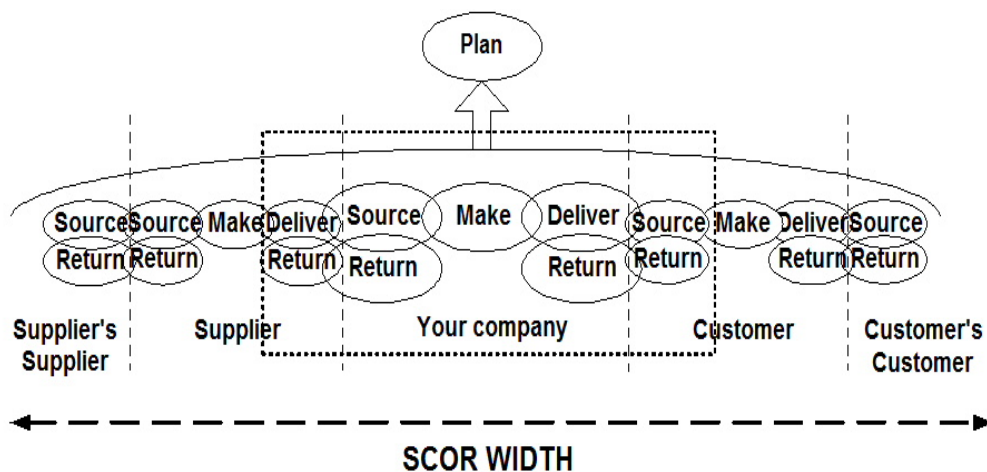 Plan
Source Source Make Deliver Source Make Deliver Source Make Deliver Source
Return Return Return Return Return Return Return Return
Supplier's Supplier Your company Customer Customer's
Supplier Customer
SCOR WIDTH